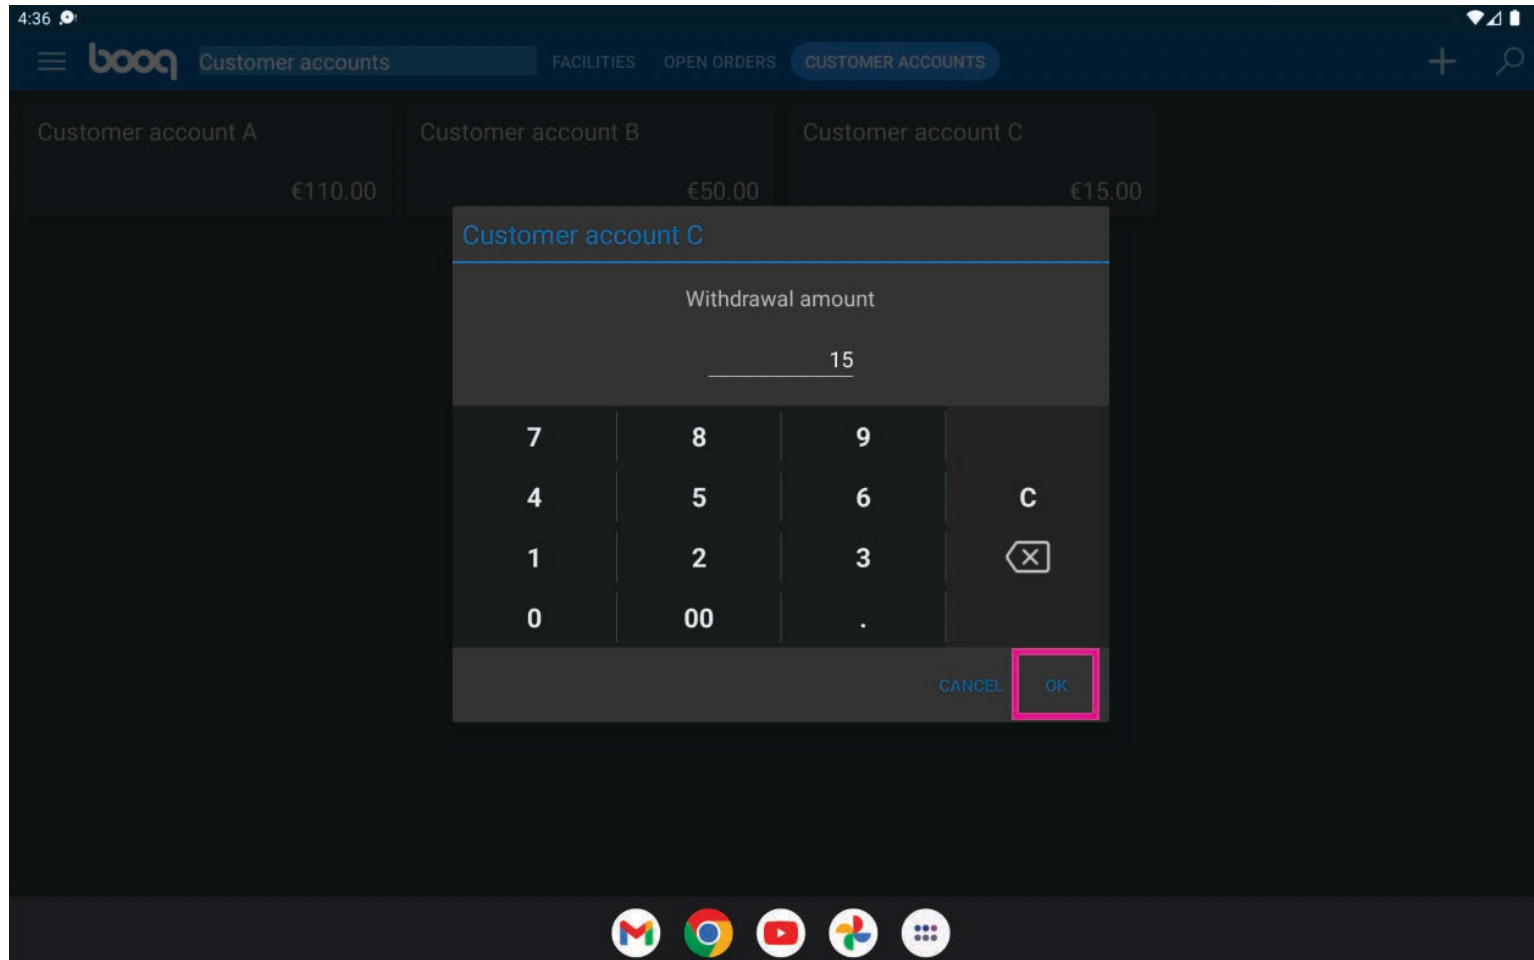 4:36
booq Customer accounts FACILITIES OPEN ORDERS CUSTOMER ACCOUNTS
Customer account A Customer account B Customer account C
€110.00 €50.00 €15.00
Customer account C
Withdrawal amount
15
7 8 9
4 5 6 C
1 2 3
0 00 .
CANCEL OK